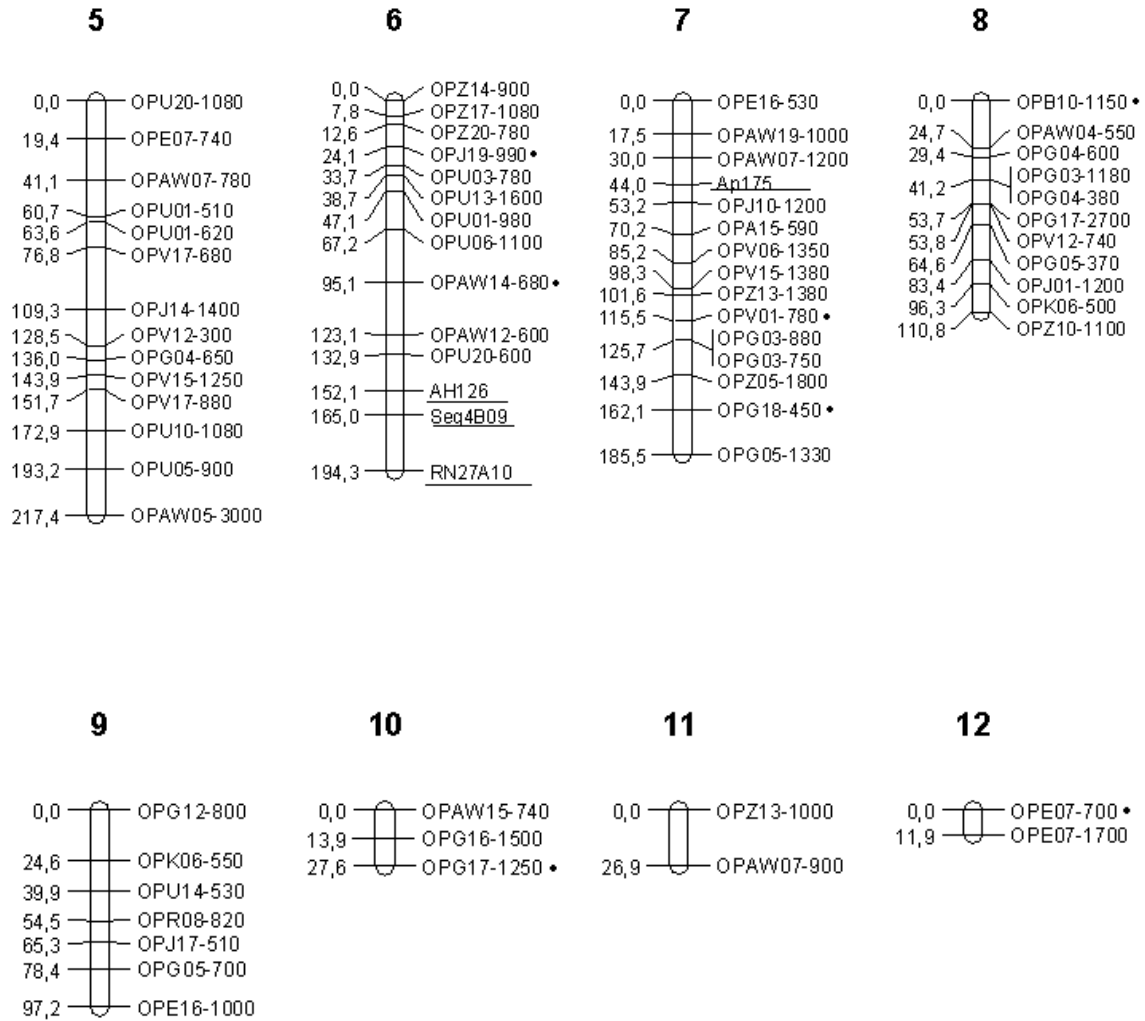 5
0,0 OPU20-1080
19,4 OPE07-740
41,1 OPAW07-780
60,7 OPU01-510
63,6 OPU01-620
76,8 OPV17-680
109,3 OPJ14-1400
128,5 OPV12-300
136,0 OPG04-650
143,9 OPV15-1250
151,7 OPV17-880
172,9 OPU10-1080
193,2 OPU05-900
217,4 OPAW05-3000
6
0,0 OPZ14-900
7,8 OPZ17-1080
12,6 OPZ20-780
24,1 OPJ19-990 •
33,7 OPU03-780
38,7 OPU13-1600
47,1 OPU01-980
67,2 OPU06-1100
95,1 OPAW14-680 •
123,1 OPAW12-600
132,9 OPU20-600
152,1 AH126
165,0 Seq4B09
194,3 RN27A10
7
0,0 OPE16-530
17,5 OPAW19-1000
30,0 OPAW07-1200
44,0 Ap175
53,2 OPJ10-1200
70,2 OPA15-590
85,2 OPV06-1350
98,3 OPV15-1380
101,6 OPZ13-1380
115,5 OPV01-780 •
125,7 OPG03-880
OPG03-750
143,9 OPZ05-1800
162,1 OPG18-450 •
185,5 OPG05-1330
8
0,0 OPB10-1150 •
24,7 OPAW04-550
29,4 OPG04-600
41,2 OPG03-1180
OPG04-380
53,7 OPG17-2700
53,8 OPV12-740
64,6 OPG05-370
83,4 OPJ01-1200
96,3 OPK06-500
110,8 OPZ10-1100
9
0,0 OPG12-800
24,6 OPK06-550
39,9 OPU14-530
54,5 OPR08-820
65,3 OPJ17-510
78,4 OPG05-700
97,2 OPE16-1000
10
0,0 OPAW15-740
13,9 OPG16-1500
27,6 OPG17-1250 •
11
0,0 OPZ13-1000
26,9 OPAW07-900
12
0,0 OPE07-700 •
11,9 OPE07-1700